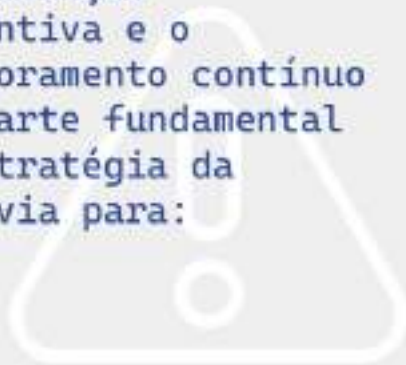 ntiva e o
oramento contínuo
arte fundamental
tratégia da
via para: